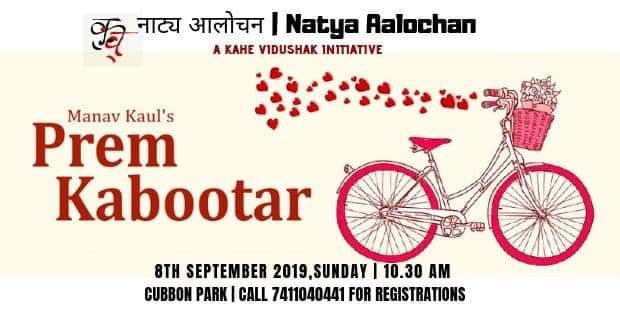 नाट्य आलोचन | Natya Aalochan
A KAHE VIDUSHAK INITIATIVE
Manav Kaul's
Prem
Kabootar
8TH SEPTEMBER 2019,SUNDAY | 10.30 AM
CUBBON PARK | CALL 7411040441 FOR REGISTRATIONS